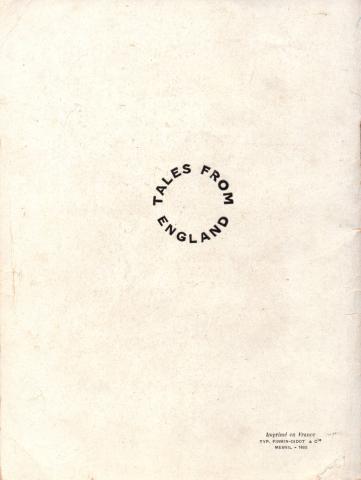 TALES FROM
ENGLAND
Imprimé en France
TYP. FIRMIN-DIDOT & Cie
MESNIL -